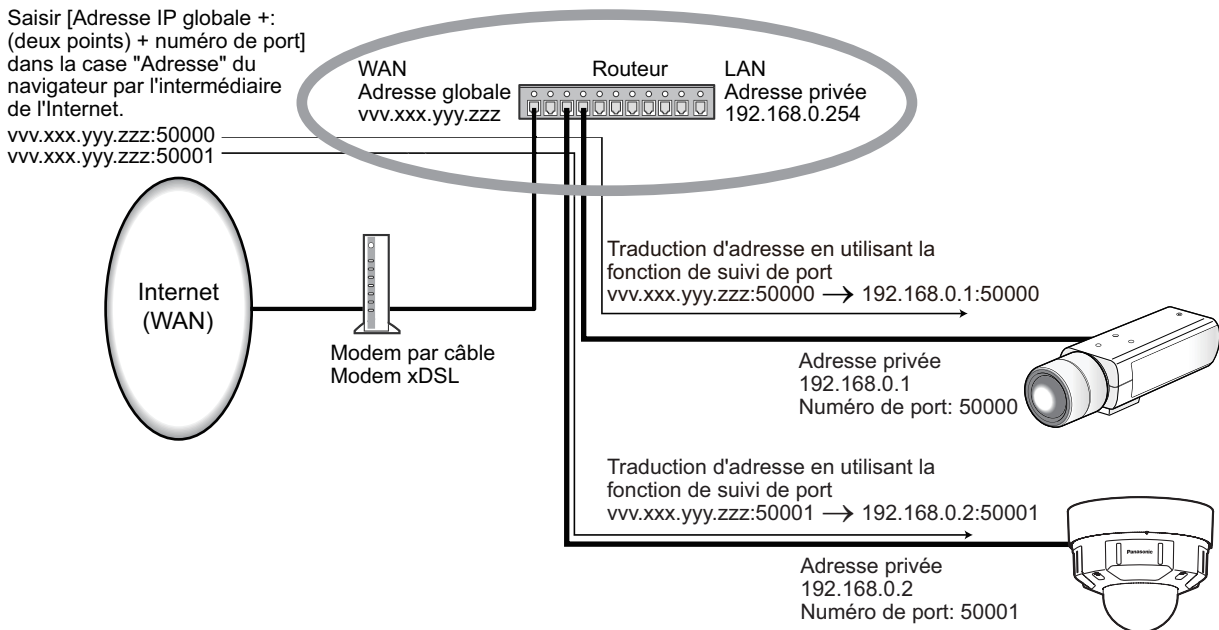 Saisir [Adresse IP globale +:
(deux points) + numéro de port]
dans la case "Adresse" du
navigateur par l'intermédiaire
de l'Internet.
vvv.xxx.yyy.zzz:50000
vvv.xxx.yyy.zzz:50001
WAN
Adresse globale
vvv.xxx.yyy.zzz
Routeur
LAN
Adresse privée
192.168.0.254
Internet
(WAN)
Modem par câble
Modem xDSL
Traduction d'adresse en utilisant la
fonction de suivi de port
vvv.xxx.yyy.zzz:50000 → 192.168.0.1:50000
Adresse privée
192.168.0.1
Numéro de port: 50000
Traduction d'adresse en utilisant la
fonction de suivi de port
vvv.xxx.yyy.zzz:50001 → 192.168.0.2:50001
Panasonic
Adresse privée
192.168.0.2
Numéro de port: 50001